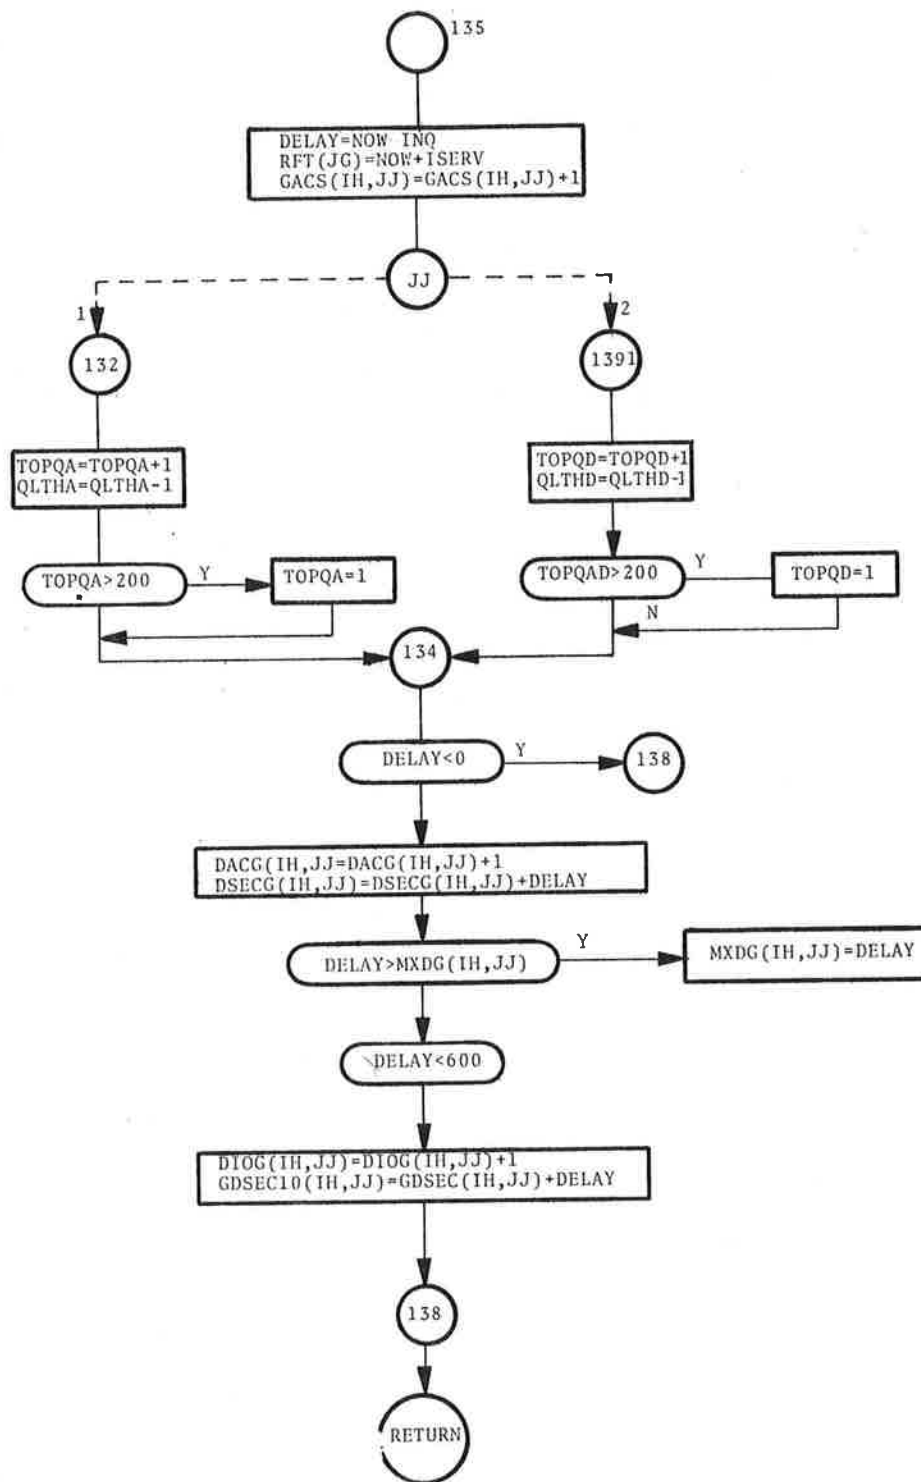 135
DELAY=NOW INQ
RFT(JG)=NOW+ISERV
GACS(IH,JJ)=GACS(IH,JJ)+1
JJ
1
2
132
1391
TOPQA=TOPQA+1
QLTHA=QLTHA-1
TOPQD=TOPQD+1
QLTHD=QLTHD-1
TOPQA>200
Y
TOPQA=1
TOPQAD>200
Y
TOPQD=1
N
134
DELAY<0
Y
138
DACG(IH,JJ=DACG(IH,JJ)+1
DSECG(IH,JJ)=DSECG(IH,JJ)+DELAY
DELAY>MXDG(IH,JJ)
Y
MXDG(IH,JJ)=DELAY
DELAY<600
DTOG(IH,JJ)=DTOG(IH,JJ)+1
GDSEC10(IH,JJ)=GDSEC(IH,JJ)+DELAY
138
RETURN